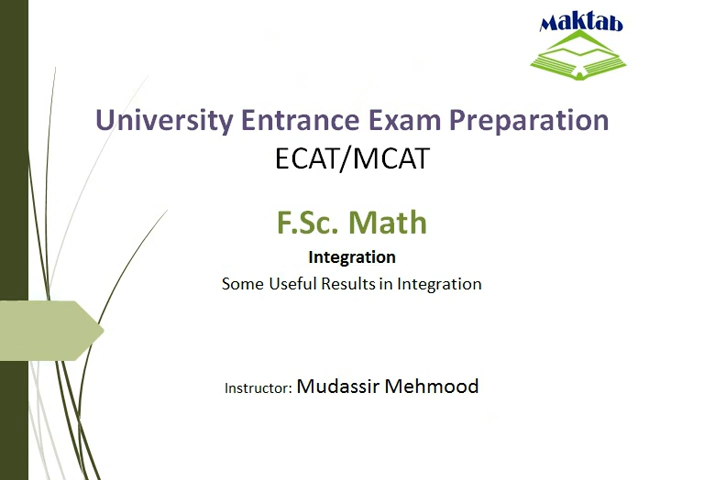 Maktab
University Entrance Exam Preparation
ECAT/MCAT
F.Sc. Math
Integration
Some Useful Results in Integration
Instructor: Mudassir Mehmood